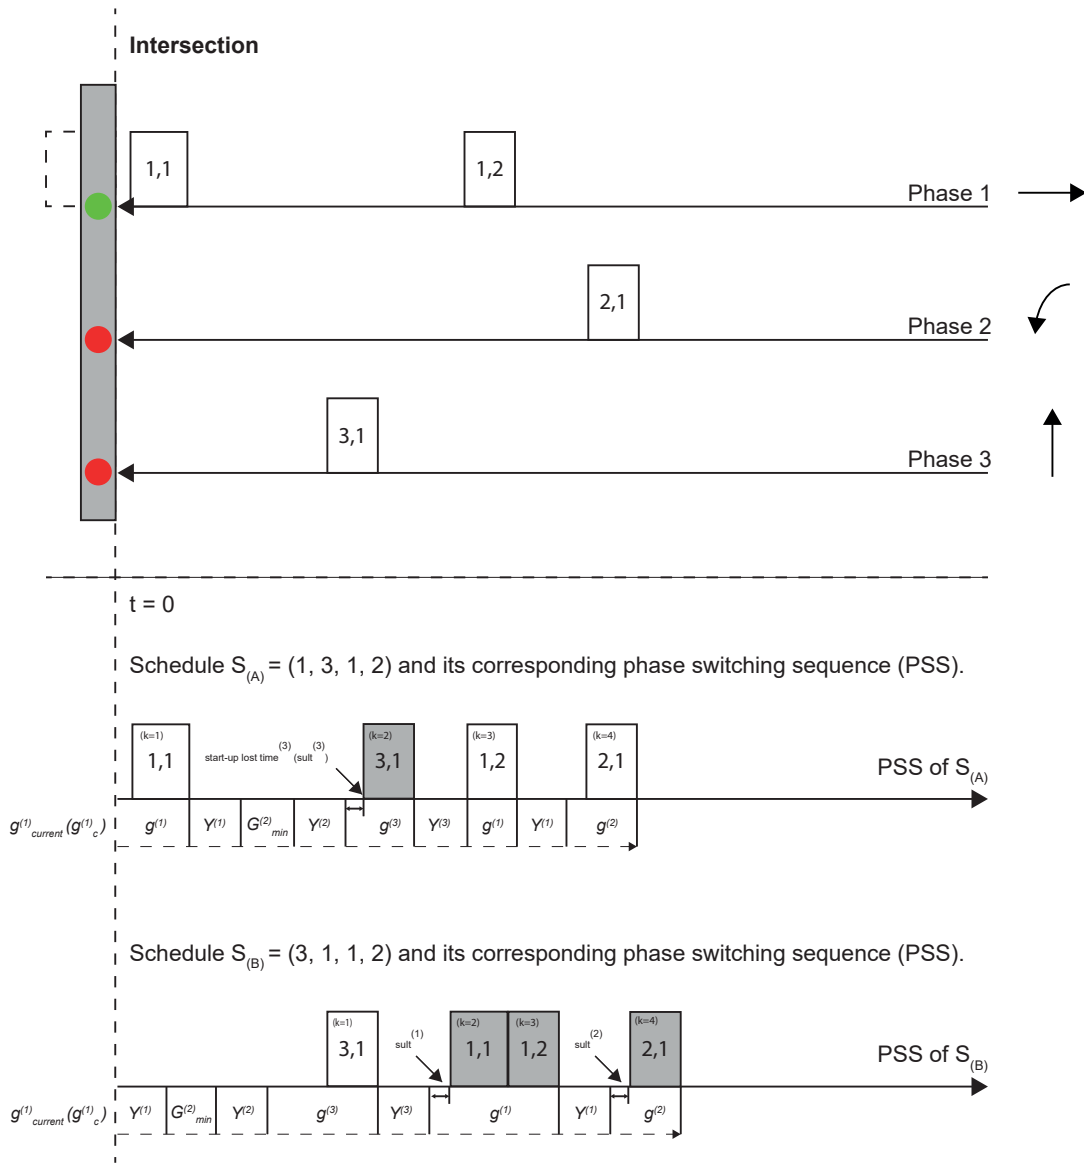 Intersection
1,1
1,2
Phase 1
2,1
Phase 2
3,1
Phase 3
t = 0
Schedule S(A) = (1, 3, 1, 2) and its corresponding phase switching sequence (PSS).
(k=1)
1,1
start-up lost time(3) (sult(3))
(k=2)
3,1
(k=3)
1,2
(k=4)
2,1
PSS of S(A)
g(1)current(g(1)c) g(1) Y(1) G(2)min Y(2) g(3) Y(3) g(1) Y(1) g(2)
Schedule S(B) = (3, 1, 1, 2) and its corresponding phase switching sequence (PSS).
(k=1)
3,1
sult(1)
(k=2)
1,1
(k=3)
1,2
sult(2)
(k=4)
2,1
PSS of S(B)
g(1)current(g(1)c) Y(1) G(2)min Y(2) g(3) Y(3) g(1) Y(1) g(2)